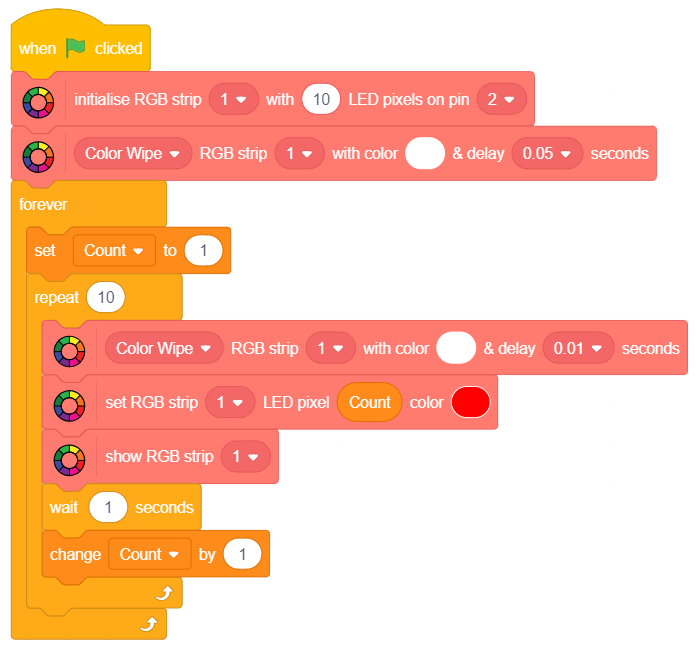 when clicked
initialise RGB strip 1 with 10 LED pixels on pin 2
Color Wipe RGB strip 1 with color & delay 0.05 seconds
forever
set Count to 1
repeat 10
Color Wipe RGB strip 1 with color & delay 0.01 seconds
set RGB strip 1 LED pixel Count color
show RGB strip 1
wait 1 seconds
change Count by 1